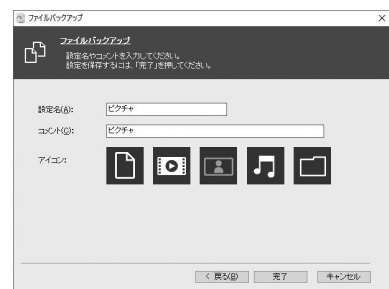 ファイルバックアップ
ファイルバックアップ
設定名やコメントを入力してください。
設定を保存するには、「完了」を押してください。
設定名(A): ピクチャ
コメント(C): ピクチャ
アイコン:
< 戻る(B) 完了 キャンセル